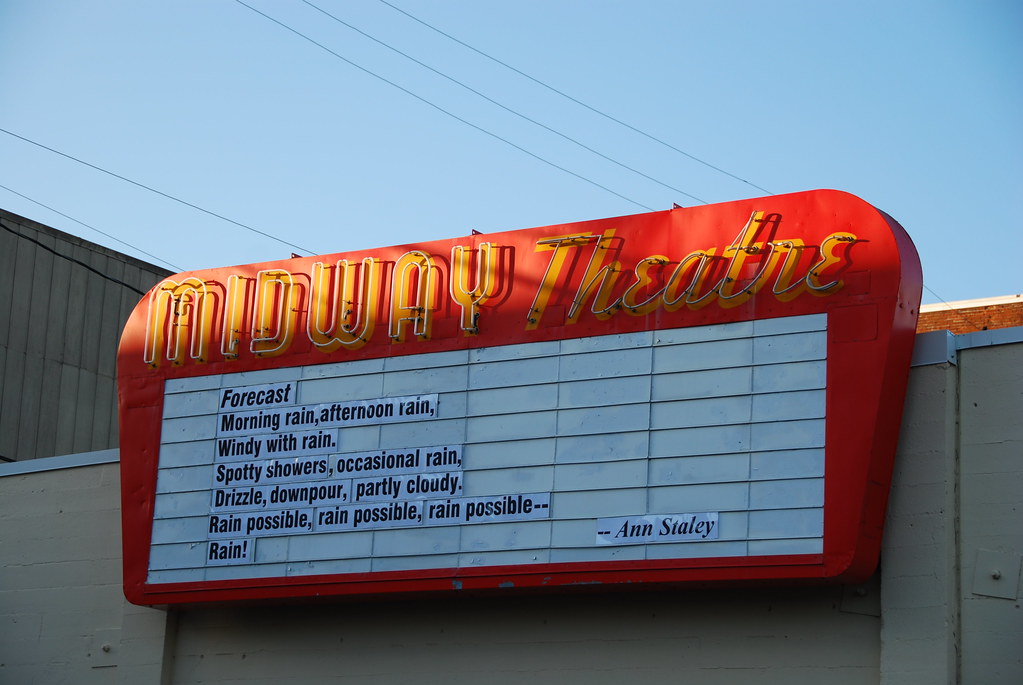 MIDWAY Theatre
Forecast
Morning rain, afternoon rain,
Windy with rain.
Spotty showers, occasional rain,
Drizzle, downpour, partly cloudy.
Rain possible, rain possible, rain possible--
Rain!
-- Ann Staley